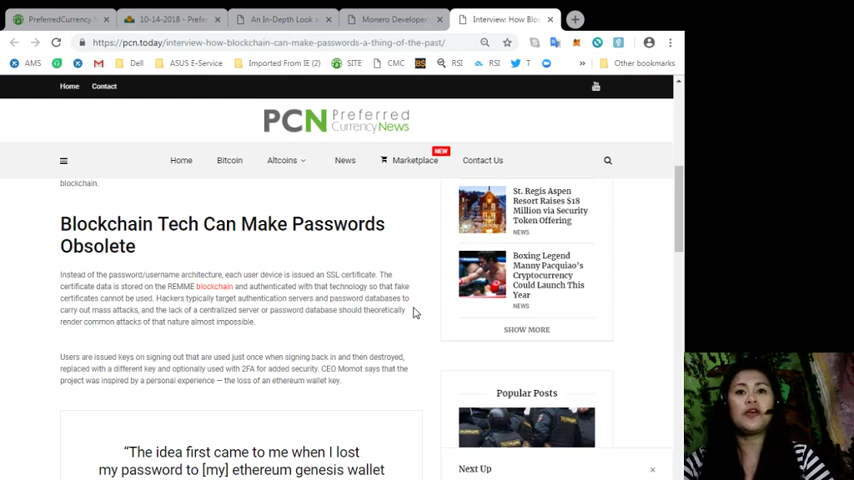 PreferredCurrency N
10-14-2018 - Prefer
An In-Depth Look a
Monero Developer'
Interview: How Blo
https://pcn.today/interview-how-blockchain-can-make-passwords-a-thing-of-the-past/
AMS
Dell
ASUS E-Service
Imported From IE (2)
SITE
CMC
BS
RSI
RSI
T
»
Other bookmarks
Home
Contact
You Tube
PCN Preferred
Currency News
Home
Bitcoin
Altcoins
News
Marketplace
NEW
Contact Us
blockchain.
Blockchain Tech Can Make Passwords
Obsolete
Instead of the password/username architecture, each user device is issued an SSL certificate. The
certificate data is stored on the REMME blockchain and authenticated with that technology so that fake
certificates cannot be used. Hackers typically target authentication servers and password databases to
carry out mass attacks, and the lack of a centralized server or password database should theoretically
render common attacks of that nature almost impossible.
Users are issued keys on signing out that are used just once when signing back in and then destroyed,
replaced with a different key and optionally used with 2FA for added security. CEO Momot says that the
project was inspired by a personal experience — the loss of an ethereum wallet key.
“The idea first came to me when I lost
my password to [my] ethereum genesis wallet
St. Regis Aspen
Resort Raises $18
Million via Security
Token Offering
NEWS
Boxing Legend
Manny Pacquiao's
Cryptocurrency
Could Launch This
Year
NEWS
SHOW MORE
Popular Posts
Next Up